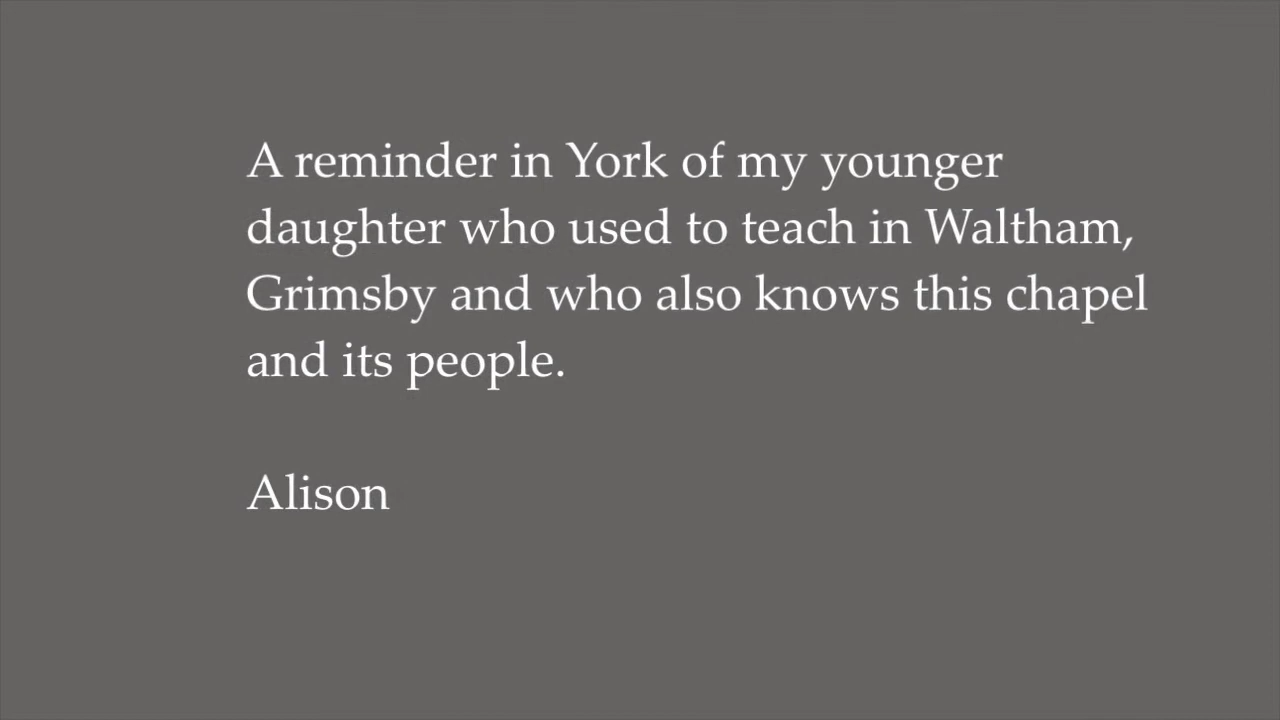 A reminder in York of my younger
daughter who used to teach in Waltham,
Grimsby and who also knows this chapel
and its people.
Alison